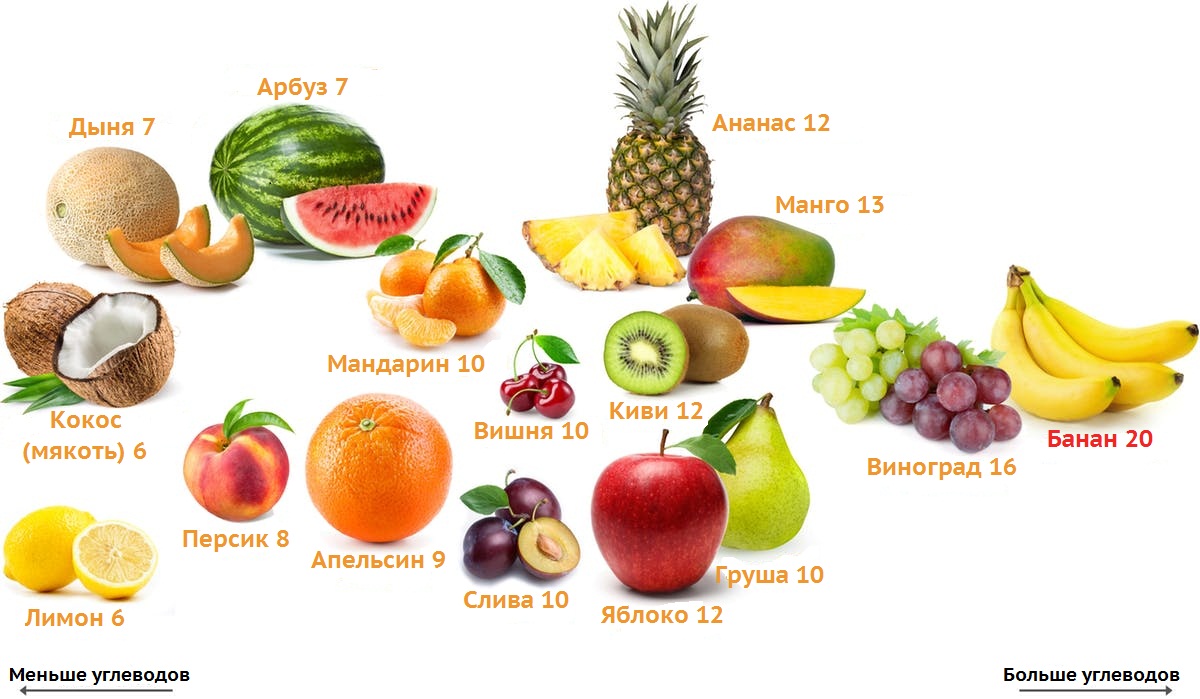 Арбуз 7
Дыня 7
Ананас 12
Манго 13
Мандарин 10
Кокос
(мякоть) 6
Вишня 10
Киви 12
Виноград 16
Банан 20
Персик 8
Апельсин 9
Слива 10
Груша 10
Яблоко 12
Лимон 6
Меньше углеводов
Больше углеводов